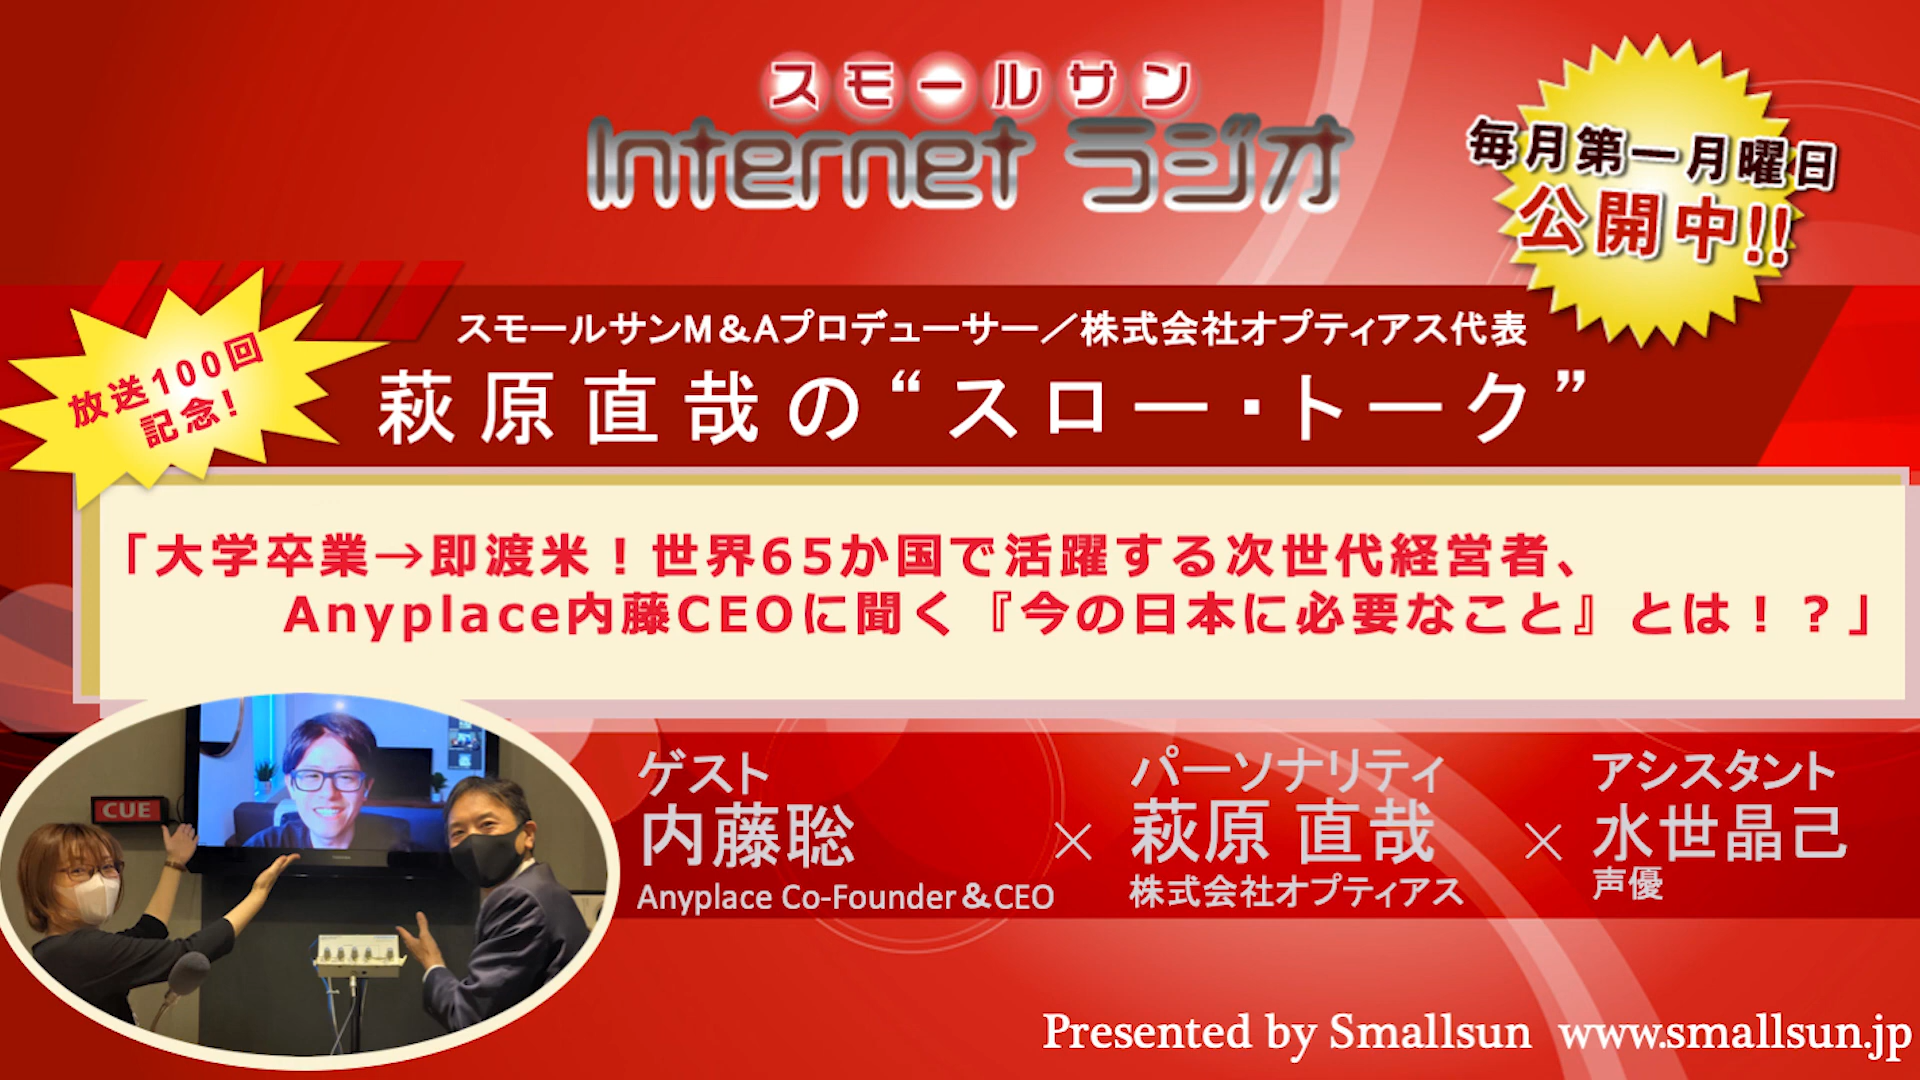 スモールサン
Internet ラジオ
毎月第一月曜日
公開中!!
放送100回
記念!
スモールサンM＆Aプロデューサー／株式会社オプティアス代表
萩原直哉の“スロー・トーク”
「大学卒業→即渡米！世界65か国で活躍する次世代経営者、
Anyplace内藤CEOに聞く『今の日本に必要なこと』とは！？」
CUE
ゲスト
内藤聡
Anyplace Co-Founder＆CEO
×
パーソナリティ
萩原 直哉
株式会社オプティアス
×
アシスタント
水世晶己
声優
Presented by Smallsun www.smallsun.jp